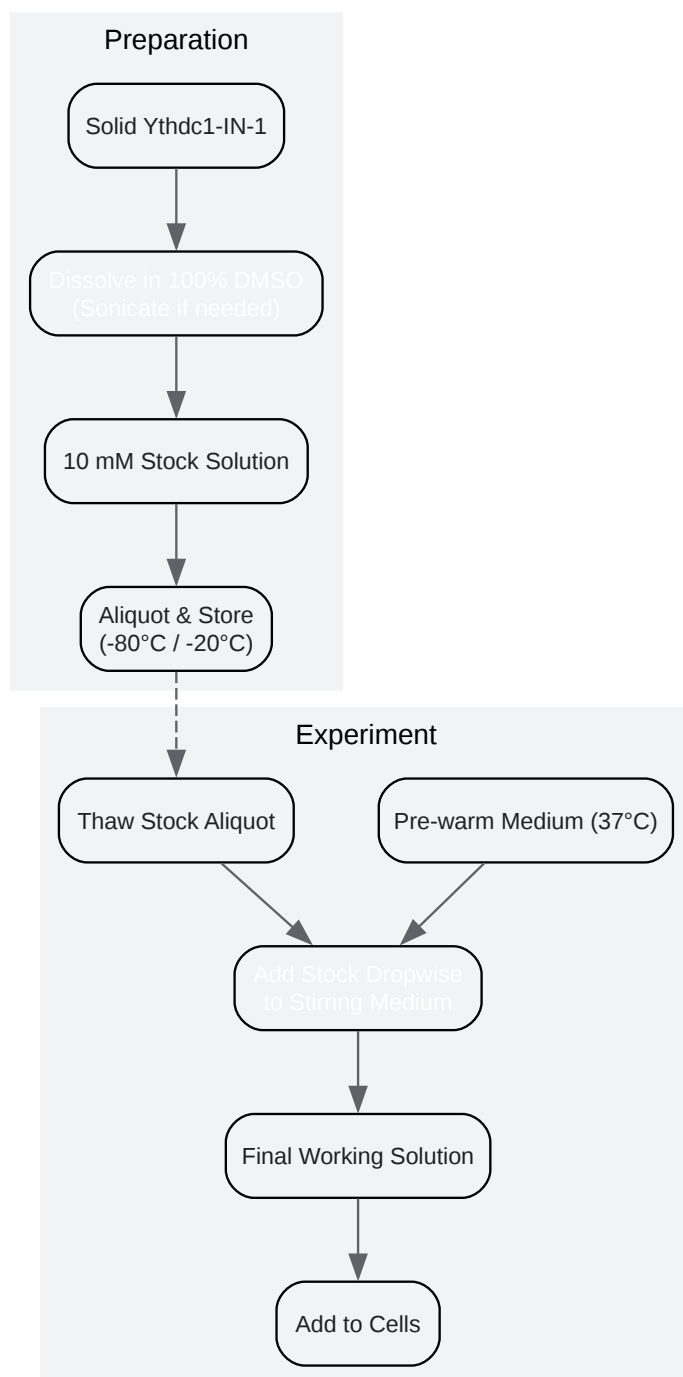 Preparation
Solid Ythdc1-IN-1
Dissolve in 100% DMSO
(Sonicate if needed)
10 mM Stock Solution
Aliquot & Store
(-80°C / -20°C)
Experiment
Thaw Stock Aliquot
Pre-warm Medium (37°C)
Add Stock Dropwise
to Stirring Medium
Final Working Solution
Add to Cells